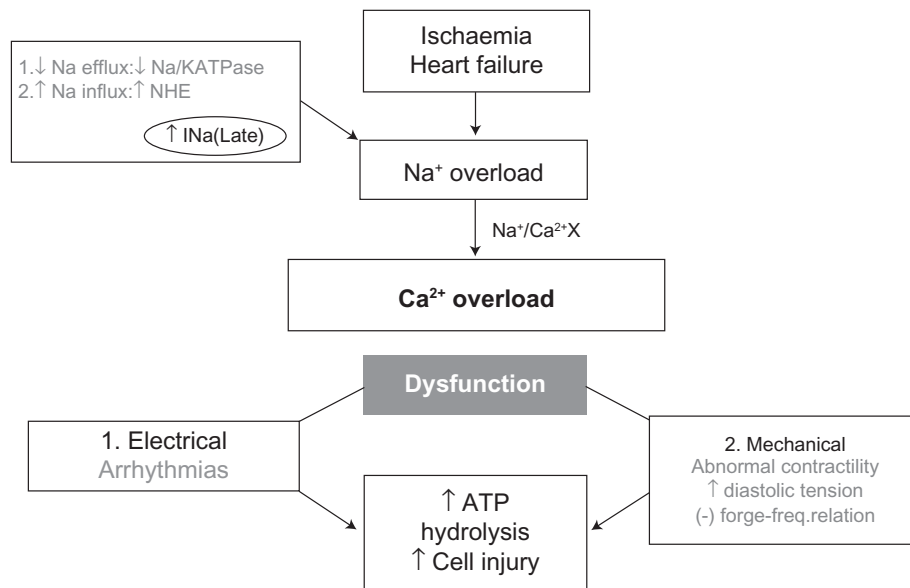 Ischaemia
Heart failure
1.↓ Na efflux:↓ Na/KATPase
2.↑ Na influx:↑ NHE
↑ INa(Late)
Na⁺ overload
Na⁺/Ca²⁺X
Ca²⁺ overload
Dysfunction
1. Electrical
Arrhythmias
2. Mechanical
Abnormal contractility
↑ diastolic tension
(-) forge-freq.relation
↑ ATP
hydrolysis
↑ Cell injury